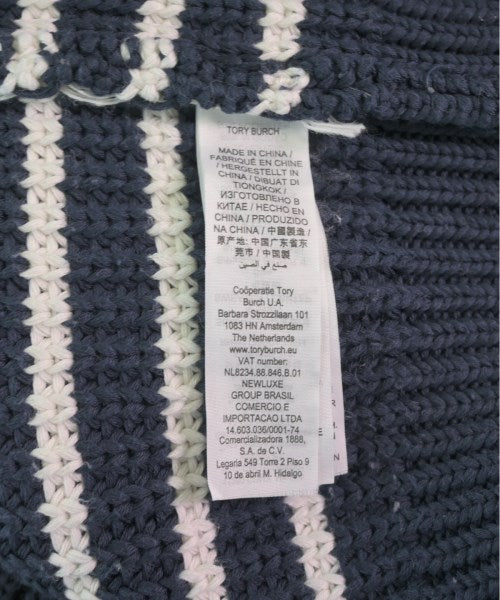 TORY BURCH
MADE IN CHINA /
FABRIQUÉ EN CHINE
/ HERGESTELLT IN
CHINA / DIBUAT DI
TIONGKOK /
ИЗГОТОВЛЕНО В
КИТАЕ / HECHO EN
CHINA / PRODUZIDO
NA CHINA / 中國製造 /
原产地: 中国广东省东
莞市 / 中国製
صنع في الصين
Coöperatie Tory
Burch U.A.
Barbara Strozzilaan 101
1083 HN Amsterdam
The Netherlands
www.toryburch.eu
VAT number:
NL8234.88.846.B.01
NEWLUXE
GROUP BRASIL
COMERCIO E
IMPORTACAO LTDA
14.603.036/0001-74
Comercializadora 1888,
S.A. de C.V.
Legaria 549 Torre 2 Piso 9
10 de abril M. Hidalgo